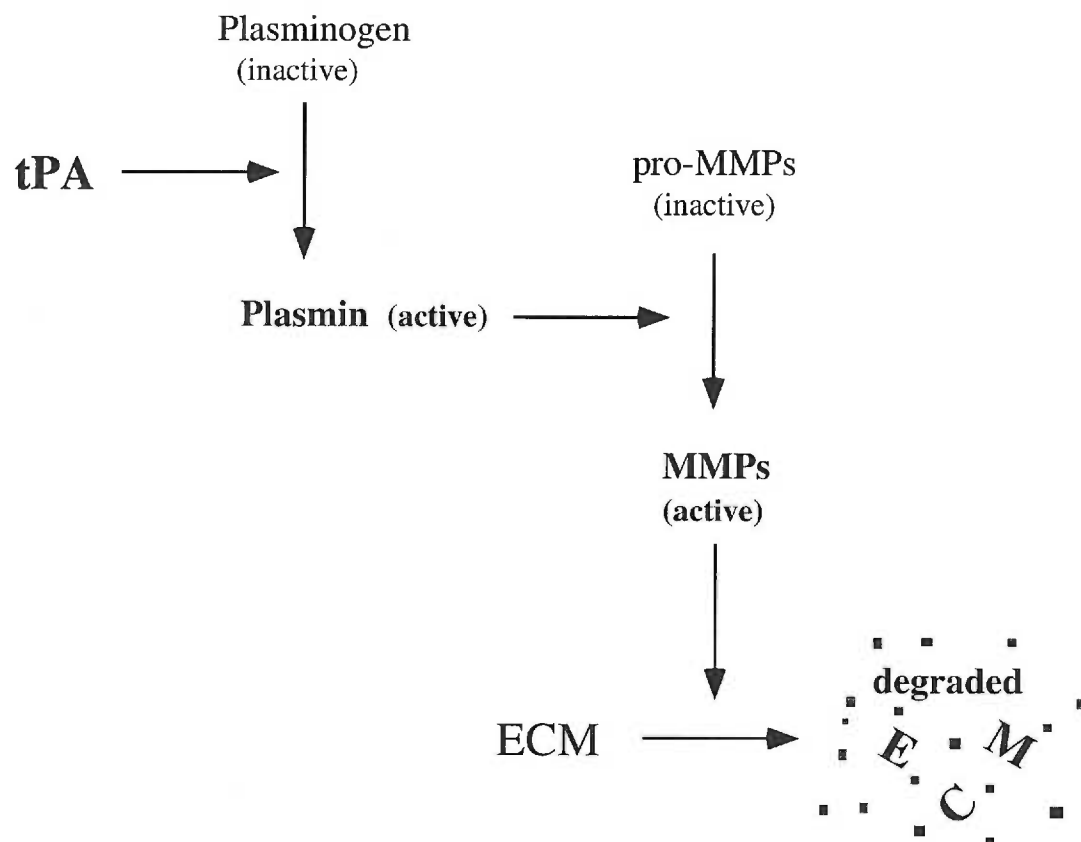 Plasminogen
(inactive)
tPA
pro-MMPs
(inactive)
Plasmin (active)
MMPs
(active)
ECM
degraded
E C M